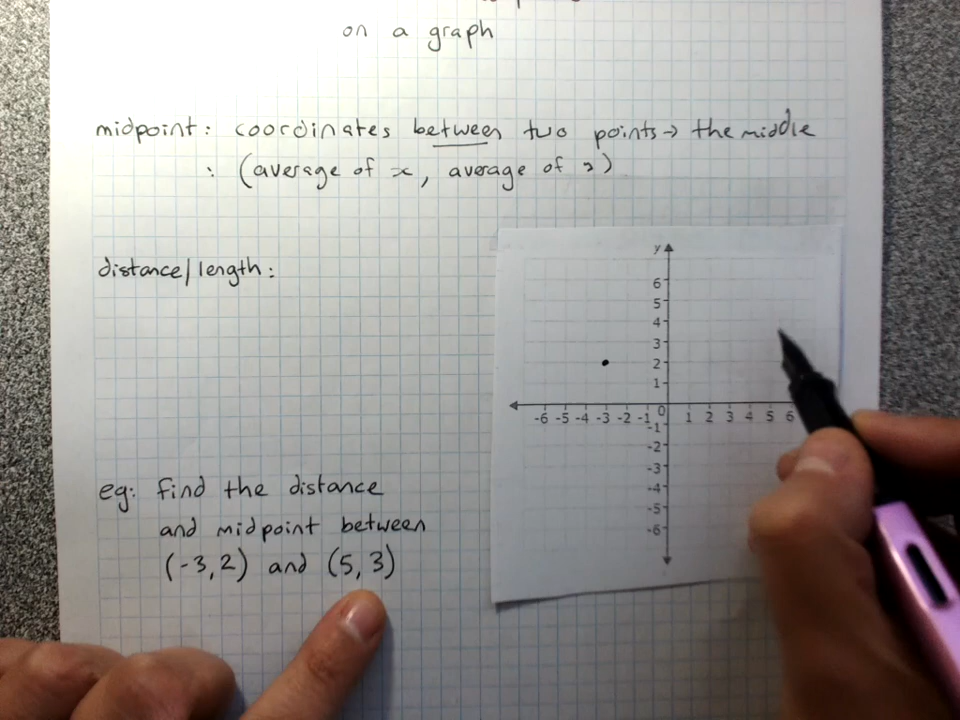 on a graph
midpoint: coordinates between two points → the middle
: (average of x, average of y)
distance/length:
y
6
5
4
3
2
1
-6 -5 -4 -3 -2 -1 0 1 2 3 4 5 6
-1
-2
-3
-4
-5
-6
eg: find the distance
and midpoint between
(-3,2) and (5,3)